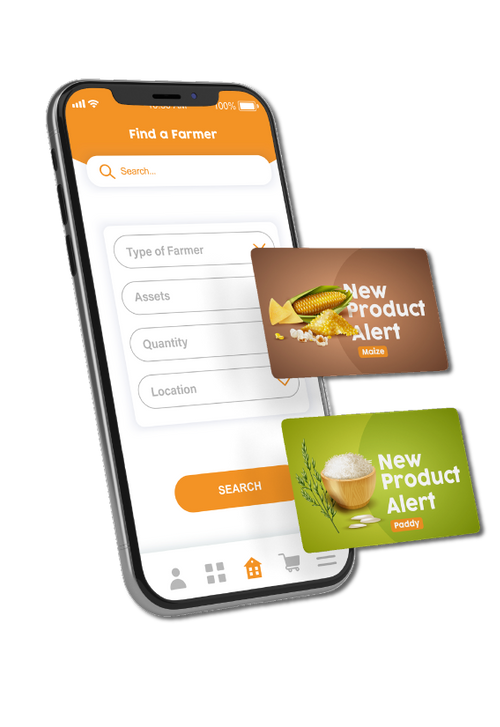 100%
Find a Farmer
Search...
Type of Farmer
Assets
Quantity
Location
SEARCH
New
Product
Alert
Maize
New
Product
Alert
Paddy